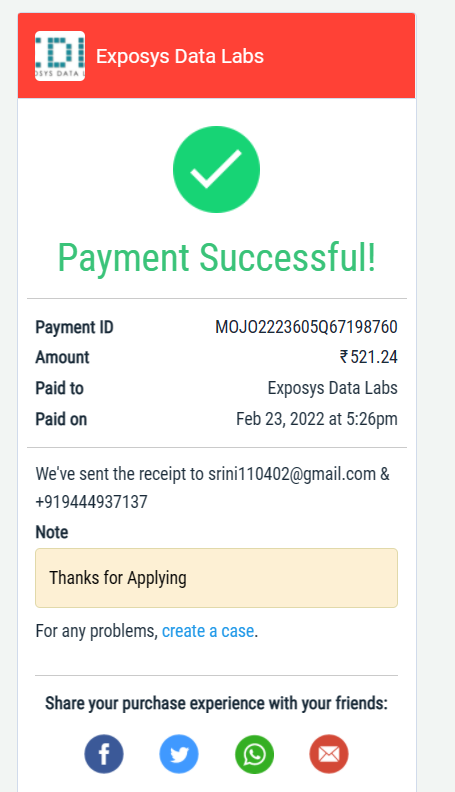 OSYS DATA L
Exposys Data Labs
Payment Successful!
Payment ID MOJO2223605Q67198760
Amount ₹ 521.24
Paid to Exposys Data Labs
Paid on Feb 23, 2022 at 5:26pm
We've sent the receipt to srini110402@gmail.com &
+919444937137
Note
Thanks for Applying
For any problems, create a case.
Share your purchase experience with your friends: